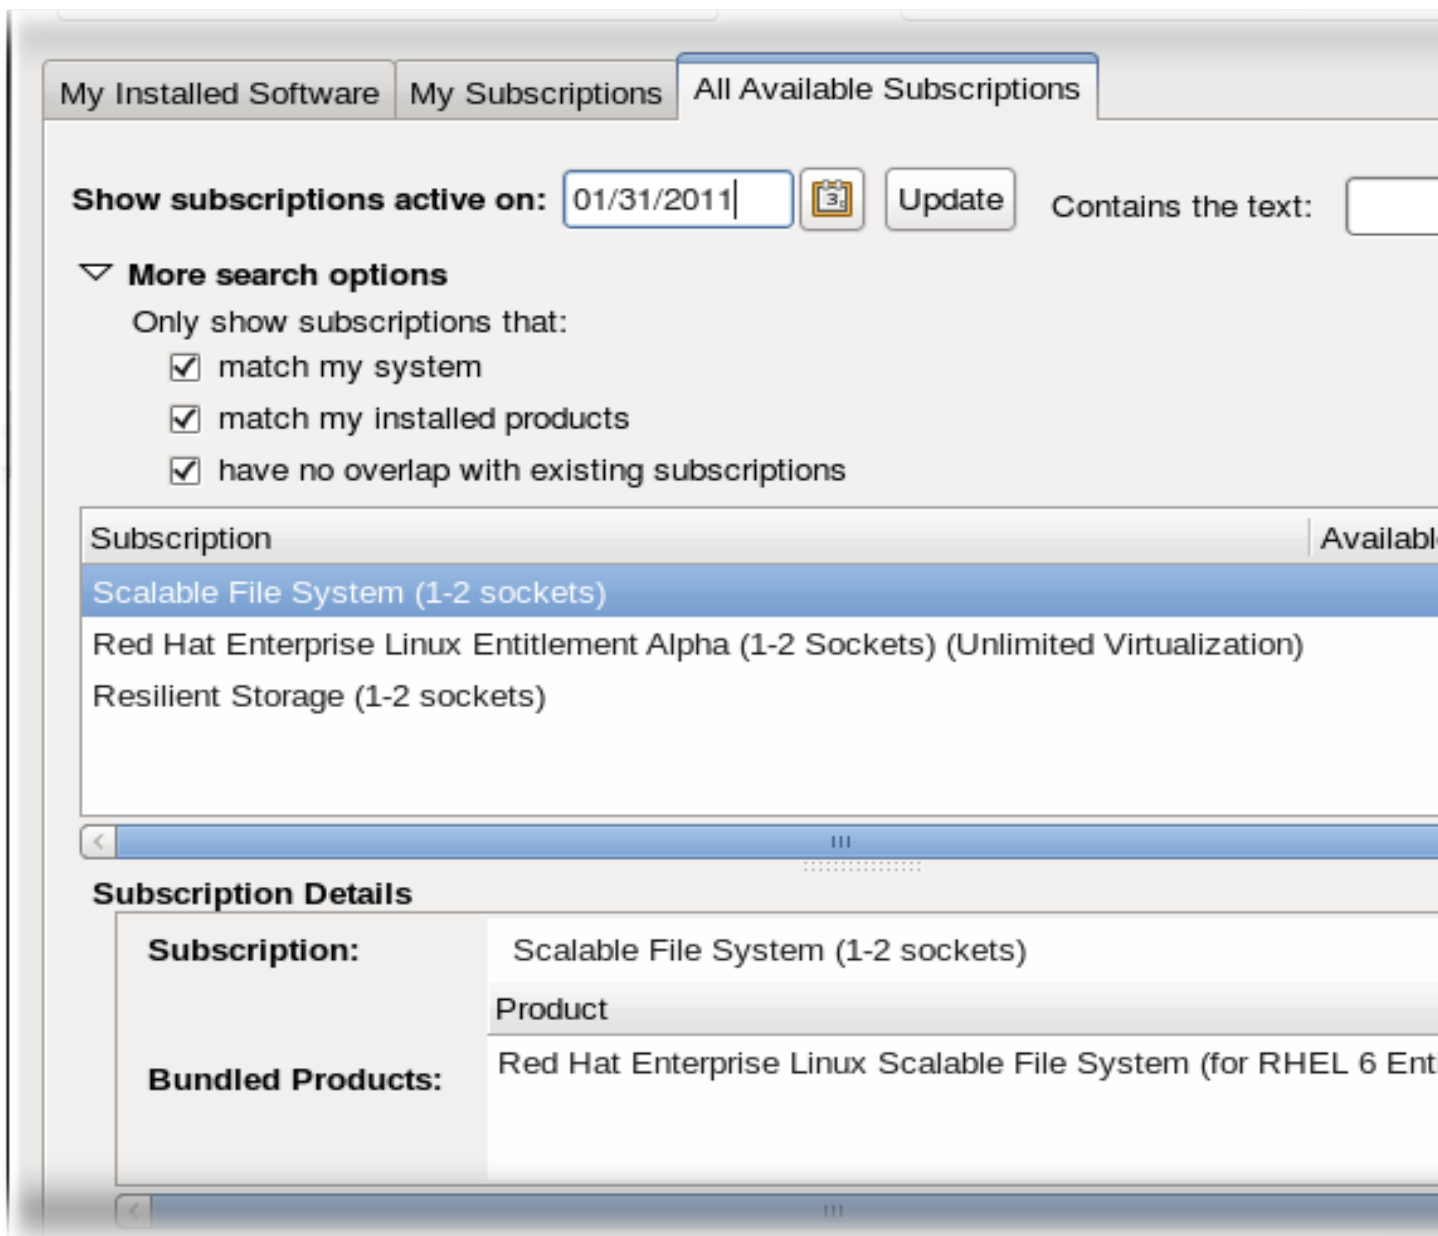 My Installed Software My Subscriptions All Available Subscriptions
Show subscriptions active on: 01/31/2011 Update Contains the text:
More search options
Only show subscriptions that:
match my system
match my installed products
have no overlap with existing subscriptions
Subscription
Scalable File System (1-2 sockets)
Red Hat Enterprise Linux Entitlement Alpha (1-2 Sockets) (Unlimited Virtualization)
Resilient Storage (1-2 sockets)
Subscription Details
Subscription: Scalable File System (1-2 sockets)
Product
Bundled Products: Red Hat Enterprise Linux Scalable File System (for RHEL 6